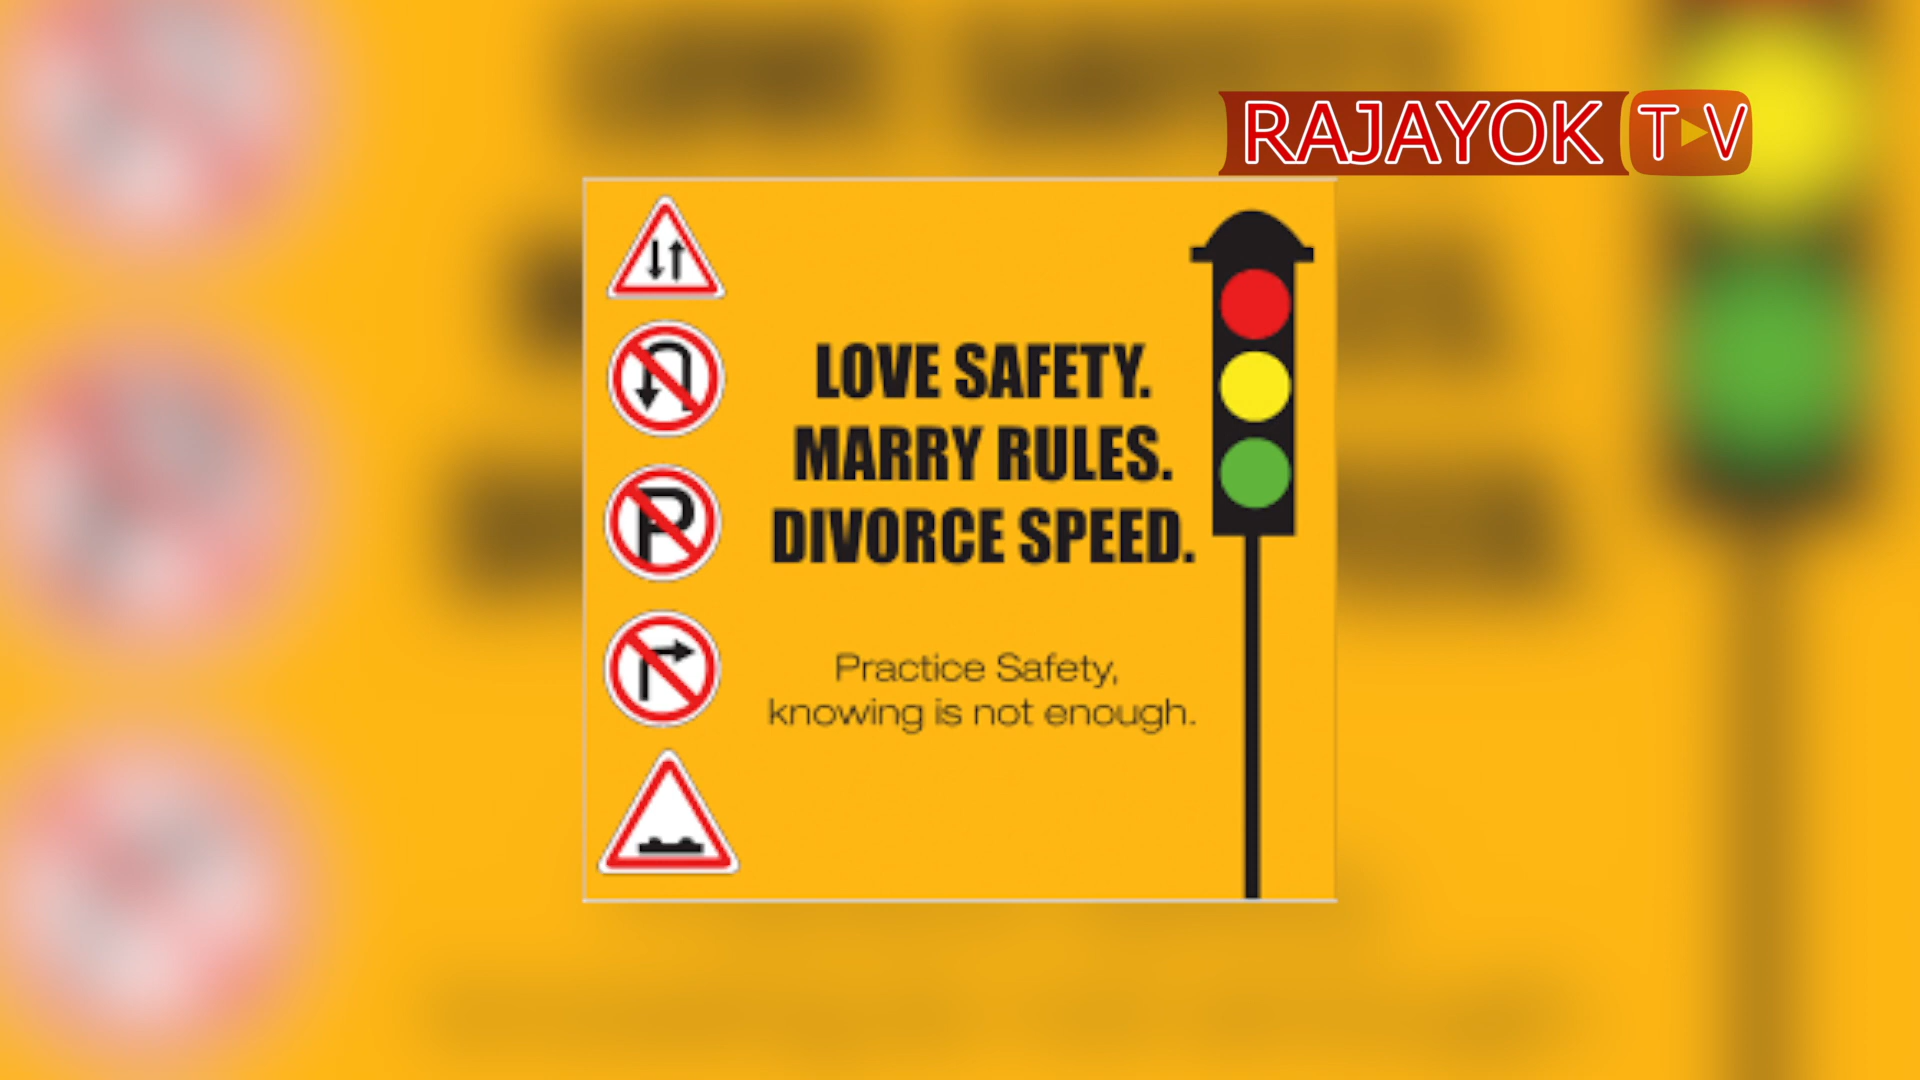 RAJAYOK TV
LOVE SAFETY.
MARRY RULES.
DIVORCE SPEED.
P
Practice Safety,
knowing is not enough.